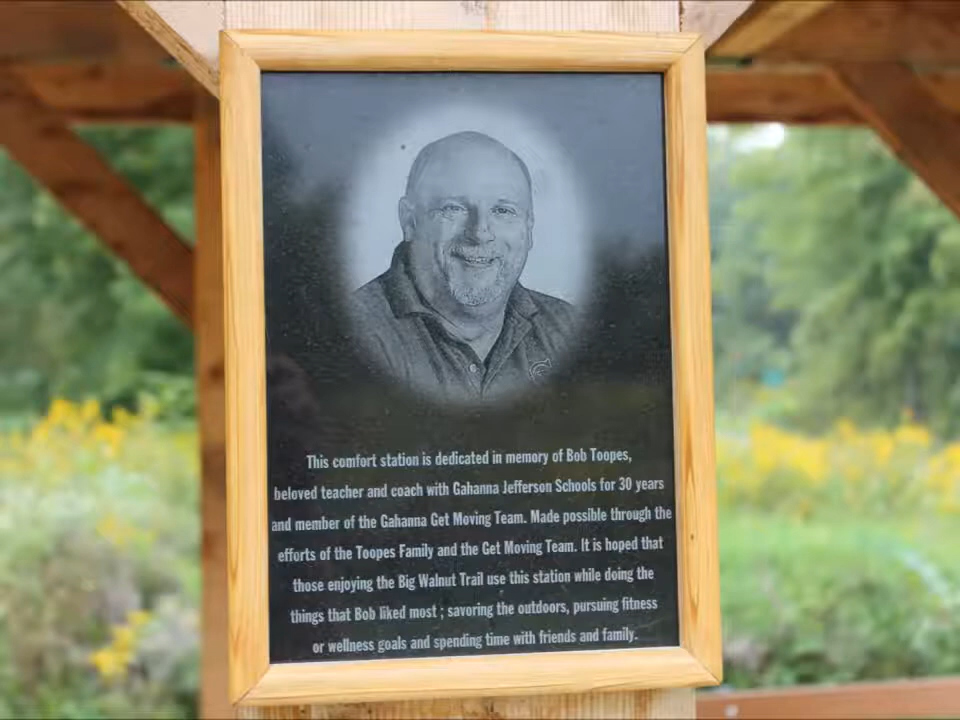 This comfort station is dedicated in memory of Bob Toopes,
beloved teacher and coach with Gahanna Jefferson Schools for 30 years
and member of the Gahanna Get Moving Team. Made possible through the
efforts of the Toopes Family and the Get Moving Team. It is hoped that
those enjoying the Big Walnut Trail use this station while doing the
things that Bob liked most ; savoring the outdoors, pursuing fitness
or wellness goals and spending time with friends and family.